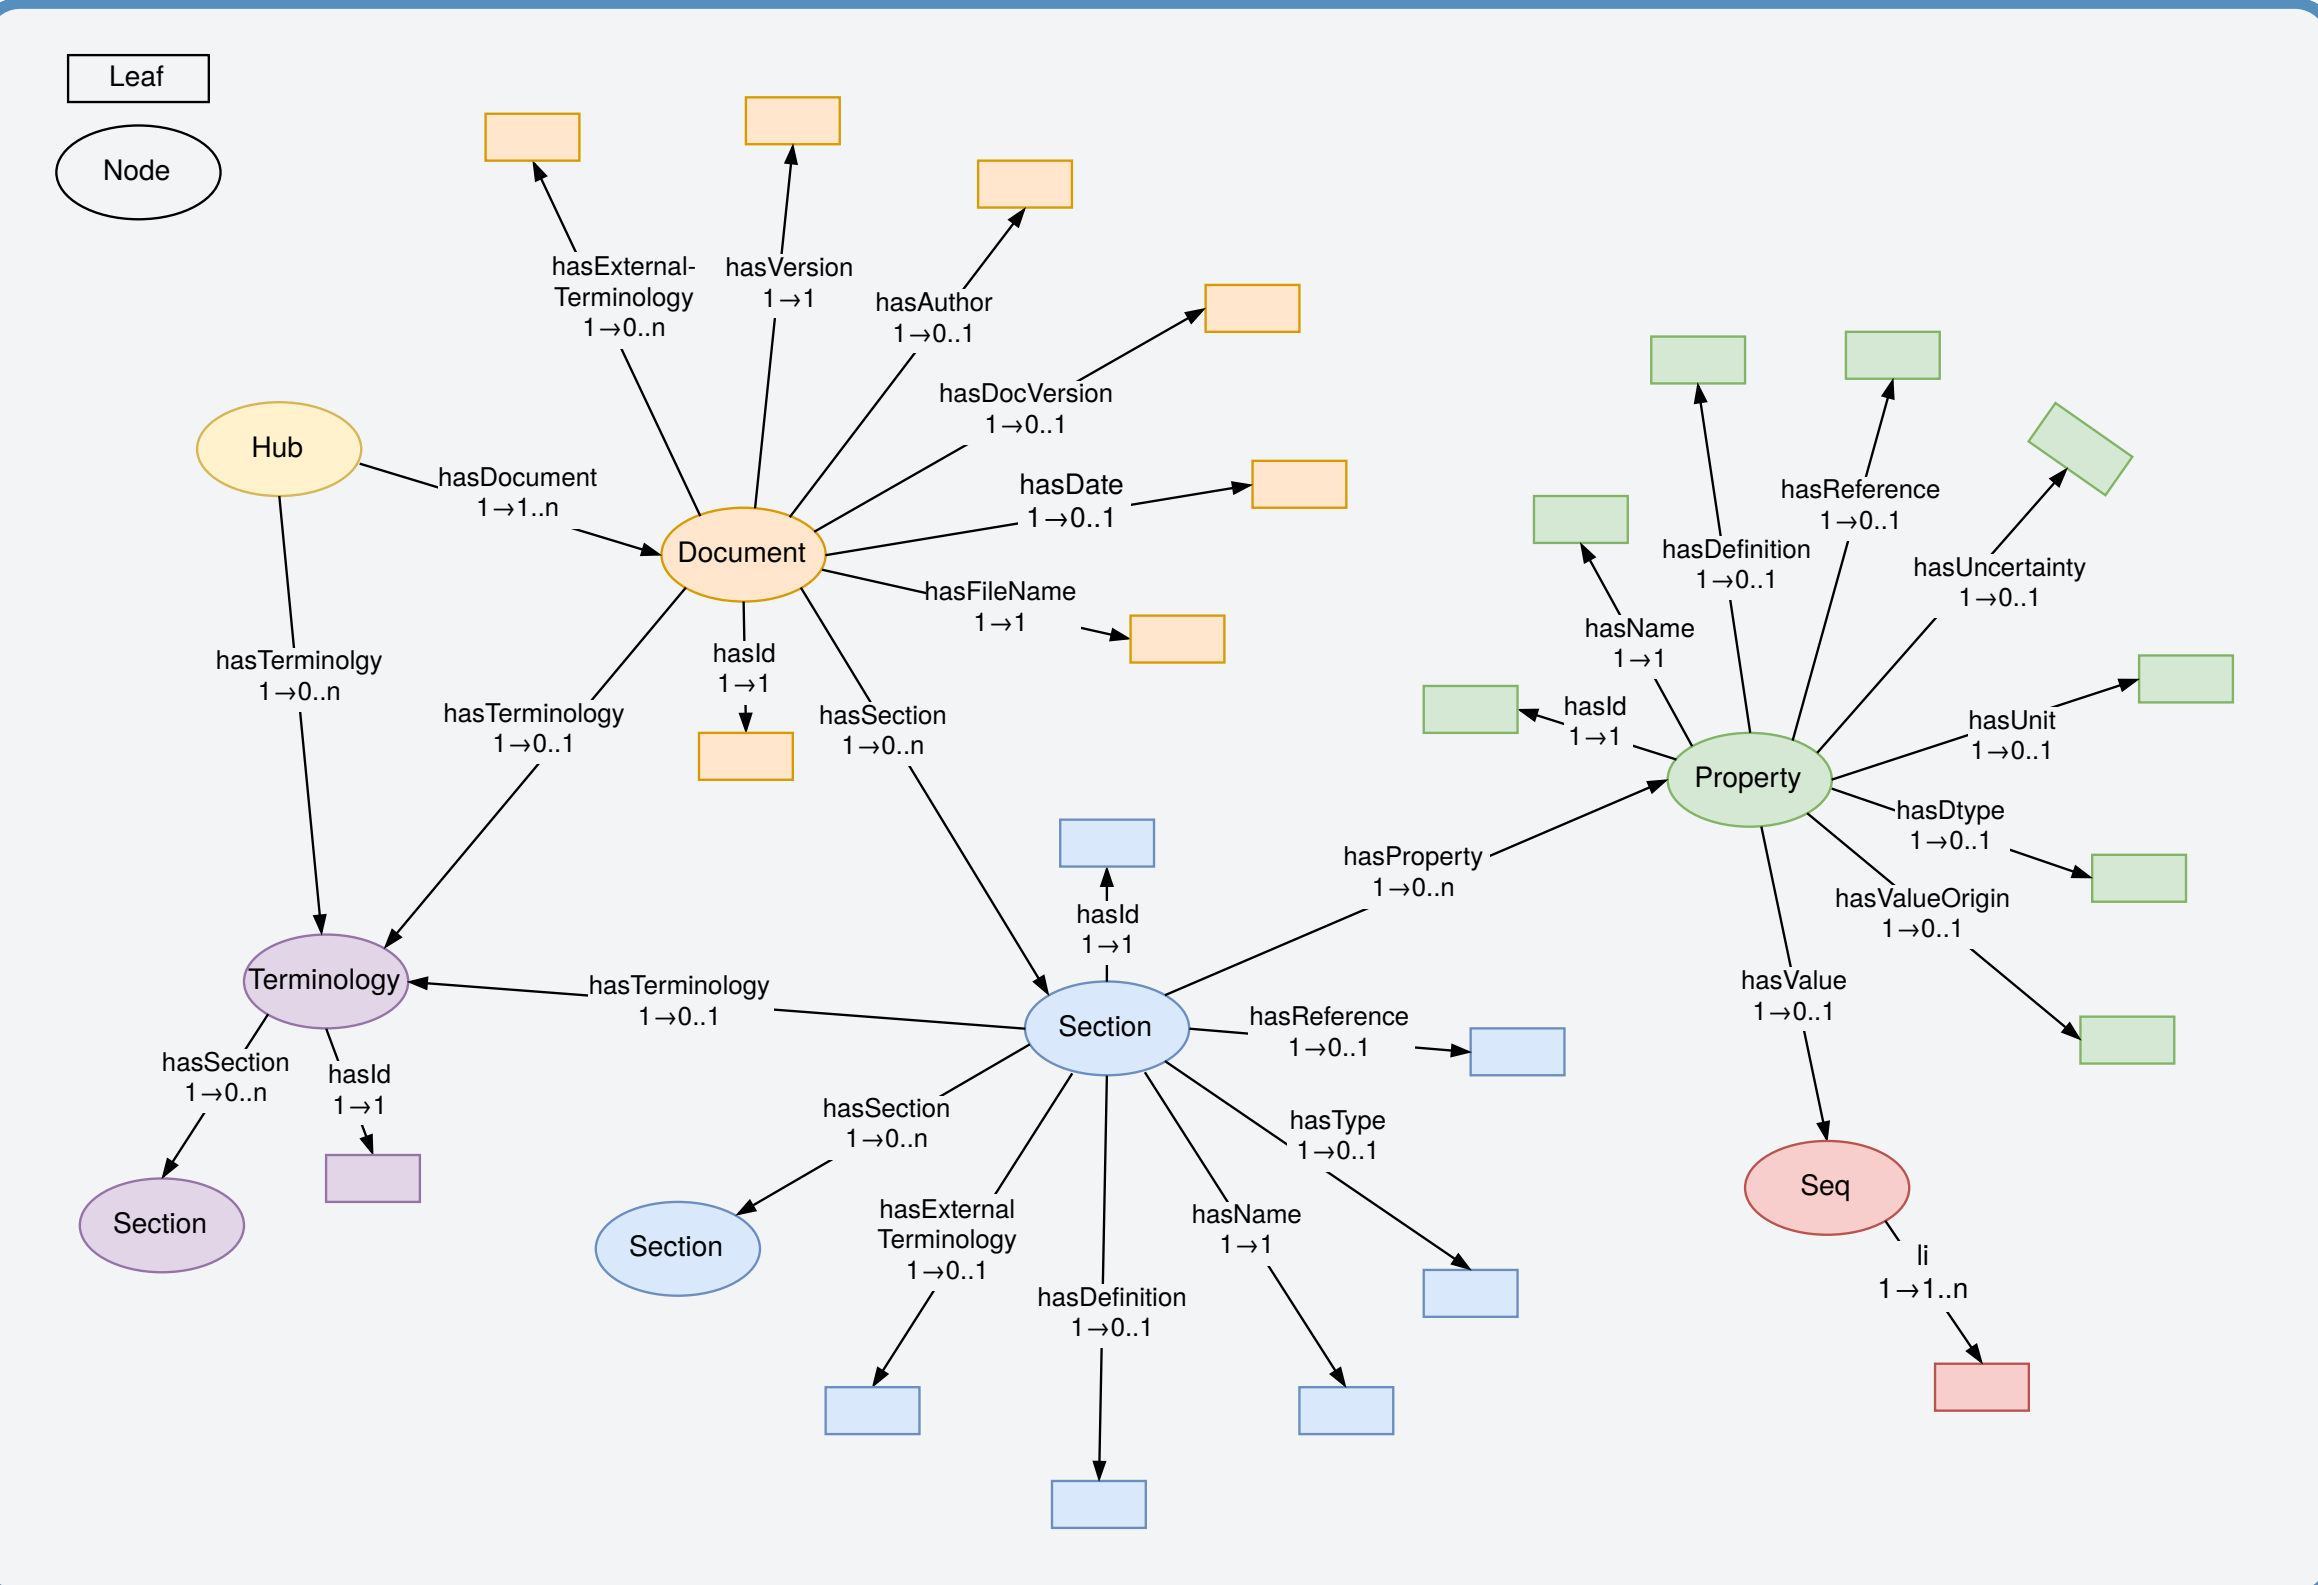 Leaf
Node
hasExternal-
Terminology
1→0..n
hasVersion
1→1
hasAuthor
1→0..1
hasDocVersion
1→0..1
Hub
hasDocument
1→1..n
hasDate
1→0..1
Document
hasFileName
1→1
hasTerminolgy
1→0..n
hasTerminology
1→0..1
hasId
1→1
hasSection
1→0..n
hasReference
1→0..1
hasDefinition
1→0..1
hasUncertainty
1→0..1
hasName
1→1
hasId
1→1
hasUnit
1→0..1
Property
hasDtype
1→0..1
hasProperty
1→0..n
hasValueOrigin
1→0..1
hasId
1→1
hasValue
1→0..1
Terminology
hasTerminology
1→0..1
Section
hasReference
1→0..1
hasSection
1→0..n
hasId
1→1
hasSection
1→0..n
hasType
1→0..1
Section
Section
hasExternal
Terminology
1→0..1
hasName
1→1
Seq
hasDefinition
1→0..1
li
1→1..n